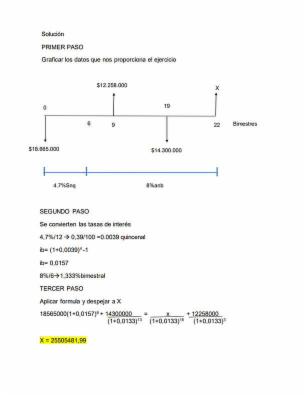 Solución
PRIMER PASO
Graficar los datos que nos proporciona el ejercicio
$12.258.000
X
0
19
6
9
22
Bimestres
$18.665.000
$14.300.000
4,7%Snq
8%anb
SEGUNDO PASO
Se convierten las tasas de interés
4,7%/12 → 0,39/100 =0.0039 quincenal
ib= (1+0,0039)⁴-1
ib= 0,0157
8%/6→1,333%bimestral
TERCER PASO
Aplicar formula y despejar a X
18565000(1+0,0157)⁶ + 14300000 = x + 12258000
(1+0,0133)¹³ (1+0,0133)¹⁶ (1+0,0133)³
X = 25505481,99